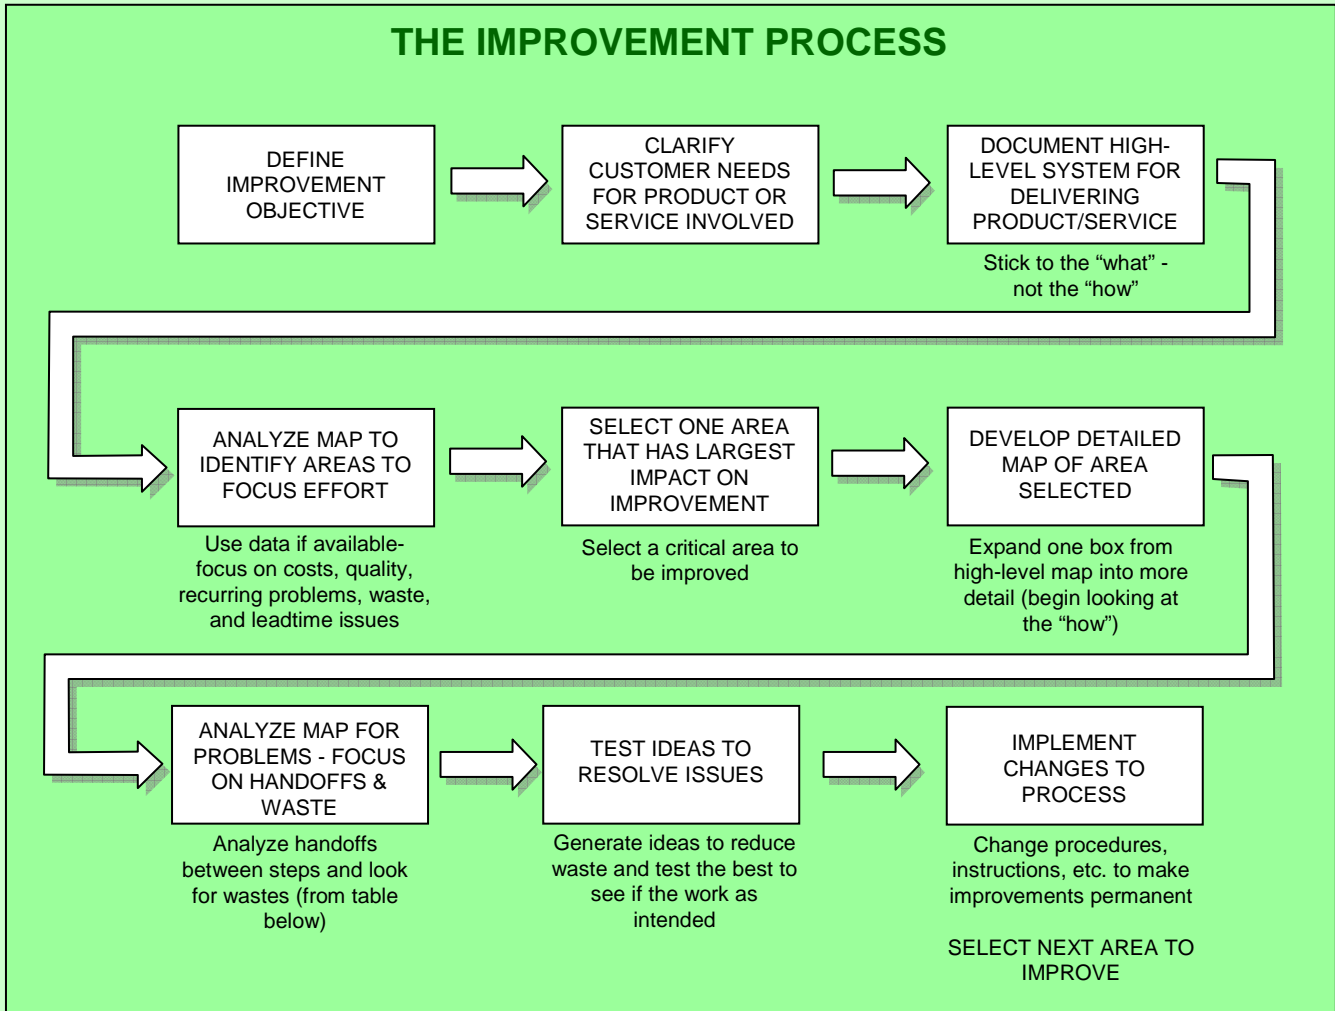 THE IMPROVEMENT PROCESS
DEFINE
IMPROVEMENT
OBJECTIVE
CLARIFY
CUSTOMER NEEDS
FOR PRODUCT OR
SERVICE INVOLVED
DOCUMENT HIGH-
LEVEL SYSTEM FOR
DELIVERING
PRODUCT/SERVICE
Stick to the “what” -
not the “how”
ANALYZE MAP TO
IDENTIFY AREAS TO
FOCUS EFFORT
Use data if available-
focus on costs, quality,
recurring problems, waste,
and leadtime issues
SELECT ONE AREA
THAT HAS LARGEST
IMPACT ON
IMPROVEMENT
Select a critical area to
be improved
DEVELOP DETAILED
MAP OF AREA
SELECTED
Expand one box from
high-level map into more
detail (begin looking at
the “how”)
ANALYZE MAP FOR
PROBLEMS - FOCUS
ON HANDOFFS &
WASTE
Analyze handoffs
between steps and look
for wastes (from table
below)
TEST IDEAS TO
RESOLVE ISSUES
Generate ideas to reduce
waste and test the best to
see if the work as
intended
IMPLEMENT
CHANGES TO
PROCESS
Change procedures,
instructions, etc. to make
improvements permanent
SELECT NEXT AREA TO
IMPROVE